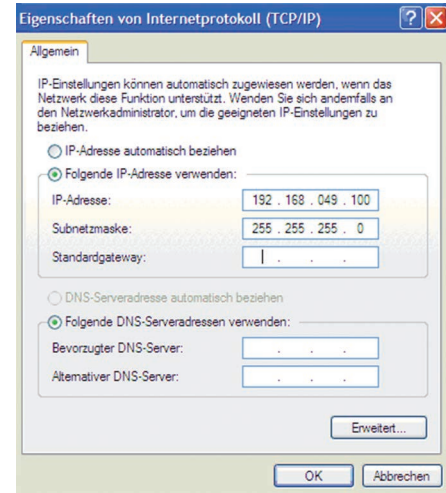 Eigenschaften von Internetprotokoll (TCP/IP)
Allgemein
IP-Einstellungen können automatisch zugewiesen werden, wenn das
Netzwerk diese Funktion unterstützt. Wenden Sie sich andernfalls an
den Netzwerkadministrator, um die geeigneten IP-Einstellungen zu
beziehen.
IP-Adresse automatisch beziehen
Folgende IP-Adresse verwenden:
IP-Adresse: 192 . 168 . 049 . 100
Subnetzmaske: 255 . 255 . 255 . 0
Standardgateway: . . .
DNS-Serveradresse automatisch beziehen
Folgende DNS-Serveradressen verwenden:
Bevorzugter DNS-Server: . . .
Alternativer DNS-Server: . . .
Erweitert...
OK Abbrechen